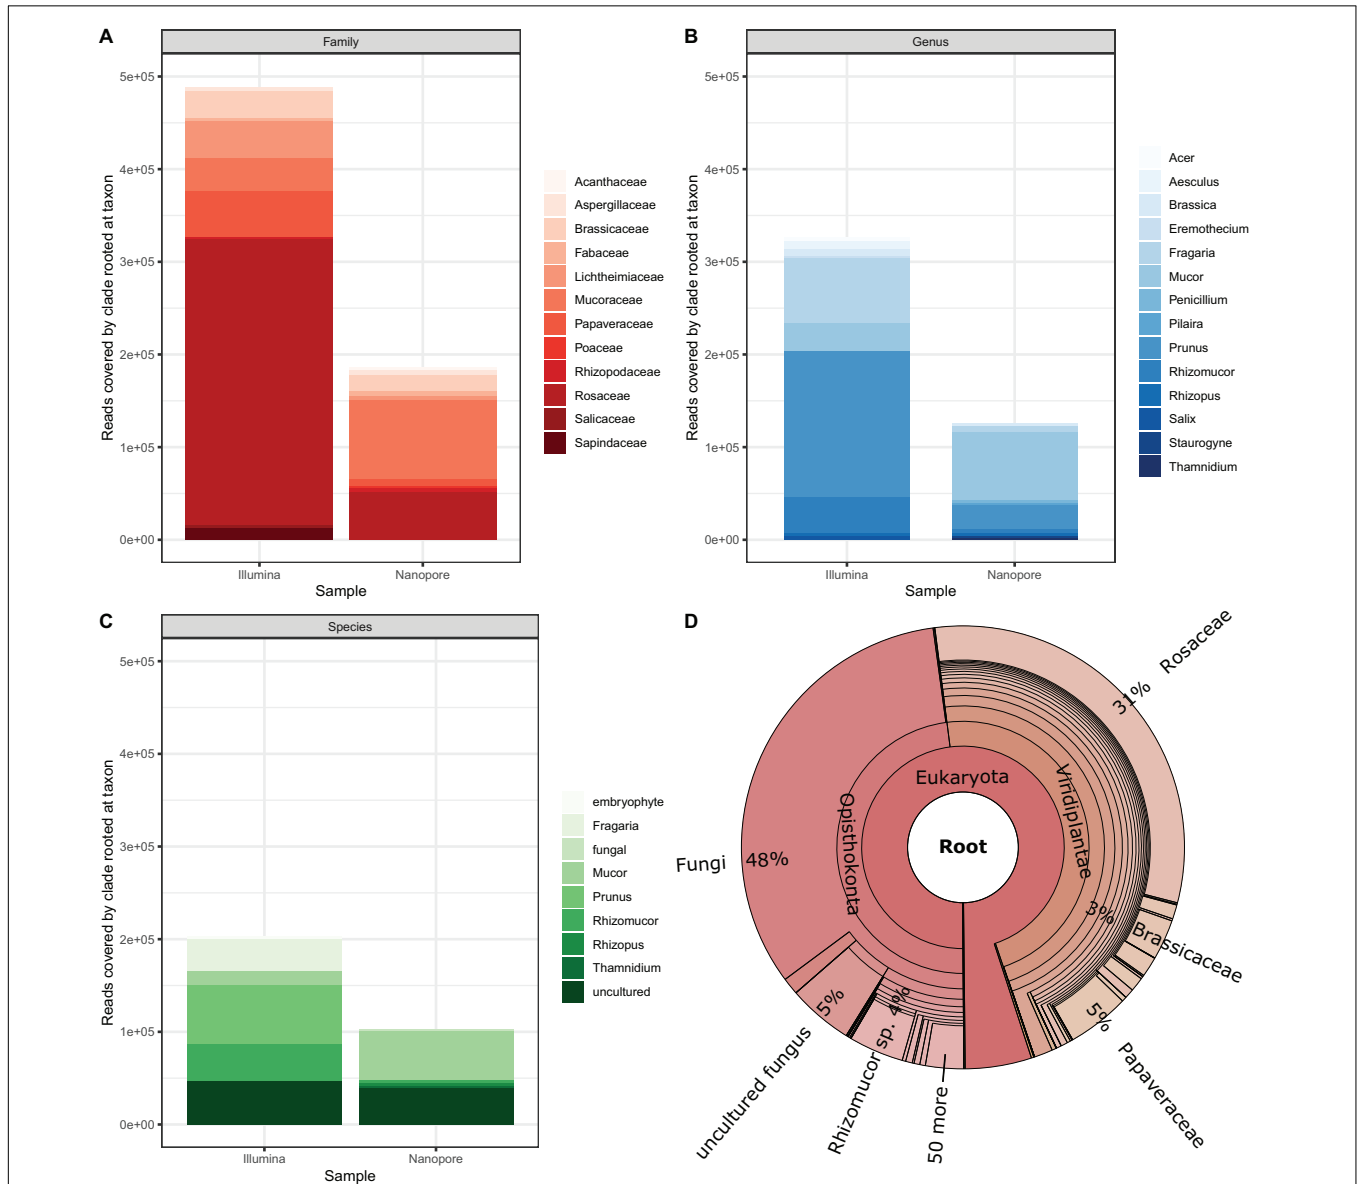 A
Family
5e+05
4e+05
3e+05
2e+05
1e+05
0e+00
Reads covered by clade rooted at taxon
Illumina
Nanopore
Sample
Acanthaceae
Aspergillaceae
Brassicaceae
Fabaceae
Lichtheimiaceae
Mucoraceae
Papaveraceae
Poaceae
Rhizopodaceae
Rosaceae
Salicaceae
Sapindaceae
B
Genus
5e+05
4e+05
3e+05
2e+05
1e+05
0e+00
Reads covered by clade rooted at taxon
Illumina
Nanopore
Sample
Acer
Aesculus
Brassica
Eremothecium
Fragaria
Mucor
Penicillium
Pilaira
Prunus
Rhizomucor
Rhizopus
Salix
Staurogyne
Thamnidium
C
Species
5e+05
4e+05
3e+05
2e+05
1e+05
0e+00
Reads covered by clade rooted at taxon
Illumina
Nanopore
Sample
embryophyte
Fragaria
fungal
Mucor
Prunus
Rhizomucor
Rhizopus
Thamnidium
uncultured
D
Root
Eukaryota
Opisthokonta
Viridiplantae
31% Rosaceae
3% Brassicaceae
5% Papaveraceae
50 more
Rhizomucor sp. 4%
uncultured fungus 5%
Fungi 48%